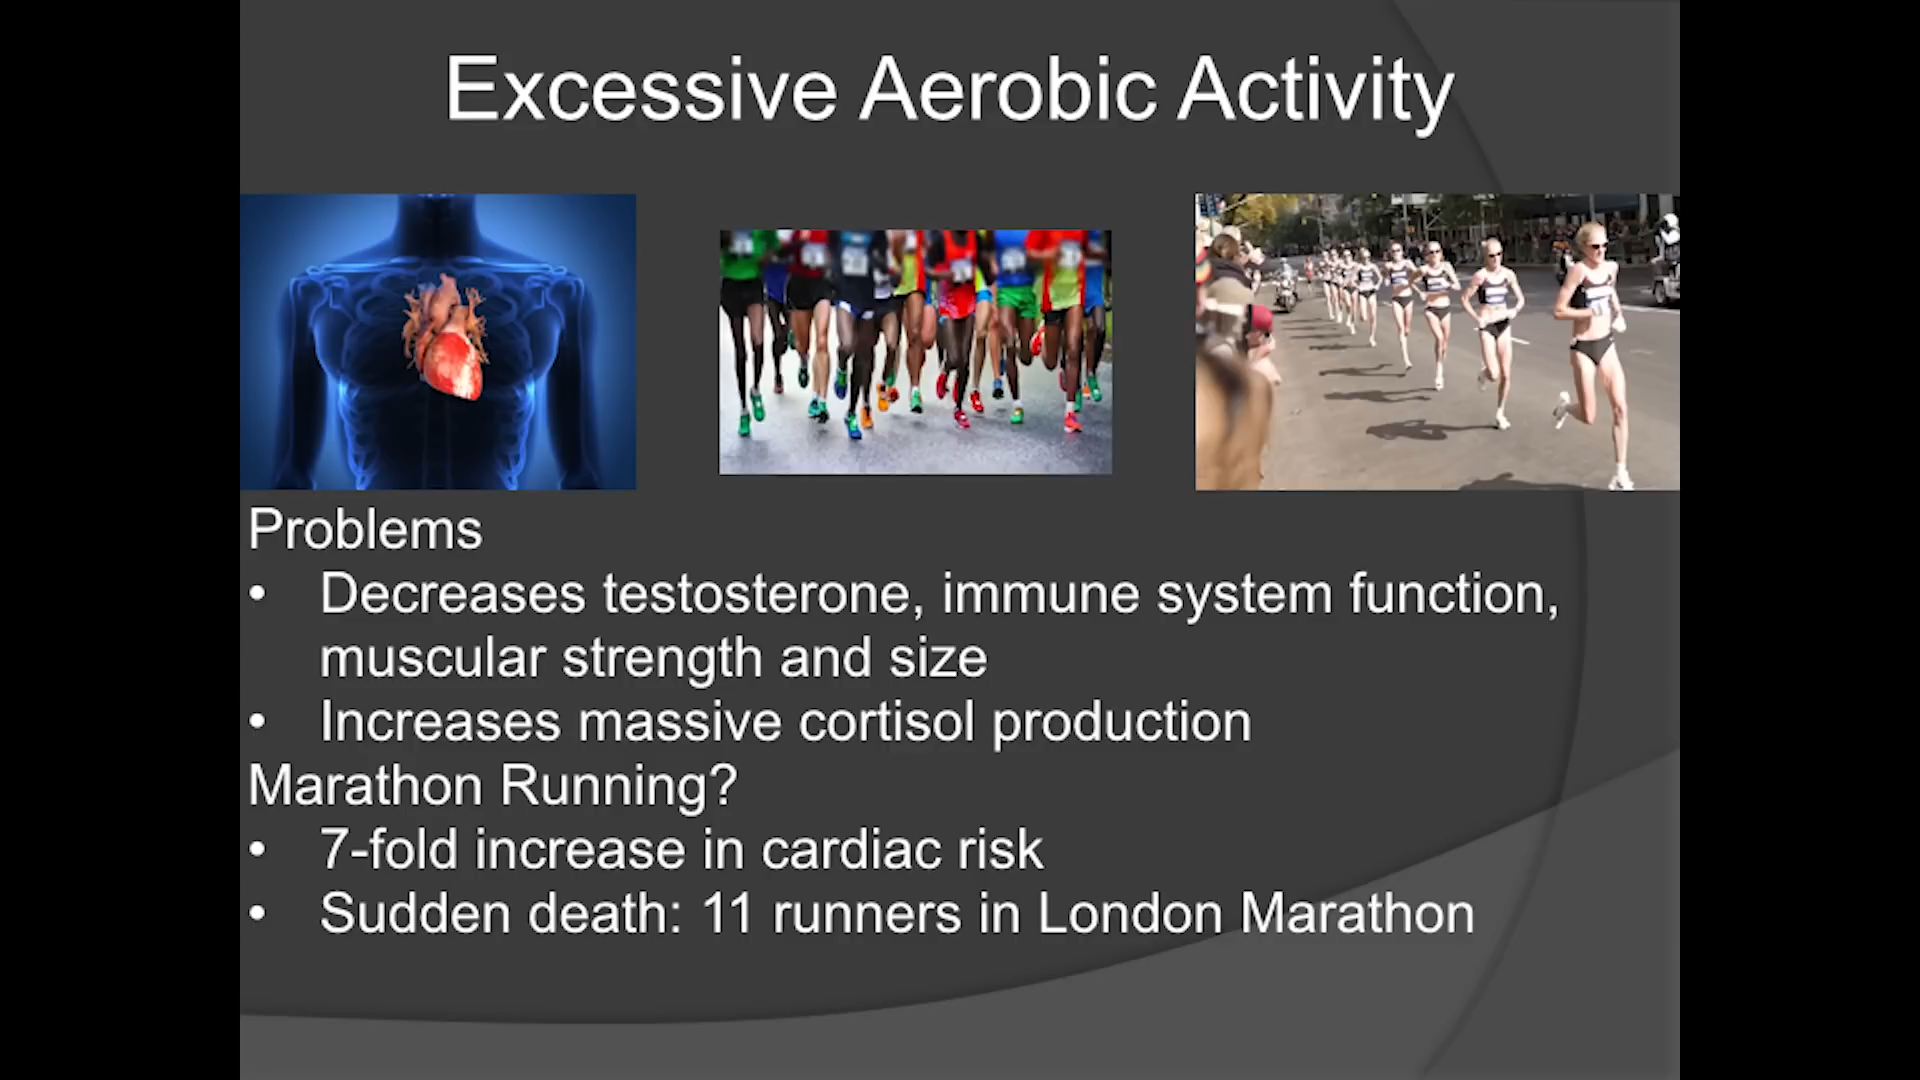 Excessive Aerobic Activity
Problems
• Decreases testosterone, immune system function,
muscular strength and size
• Increases massive cortisol production
Marathon Running?
• 7-fold increase in cardiac risk
• Sudden death: 11 runners in London Marathon